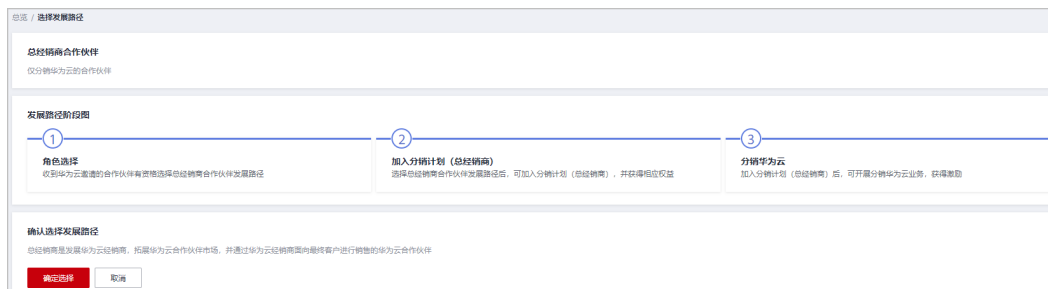 总览 / 选择发展路径
总经销商合作伙伴
仅分销华为云的合作伙伴
发展路径阶段图
1
角色选择
收到华为云邀请的合作伙伴有资格选择总经销商合作伙伴发展路径
2
加入分销计划（总经销商）
选择总经销商合作伙伴发展路径后，可加入分销计划（总经销商），并获得相应权益
3
分销华为云
加入分销计划（总经销商）后，可开展分销华为云业务，获得激励
确认选择发展路径
总经销商是发展华为云经销商，拓展华为云合作伙伴市场，并通过华为云经销商面向最终客户进行销售的华为云合作伙伴
确定选择 取消